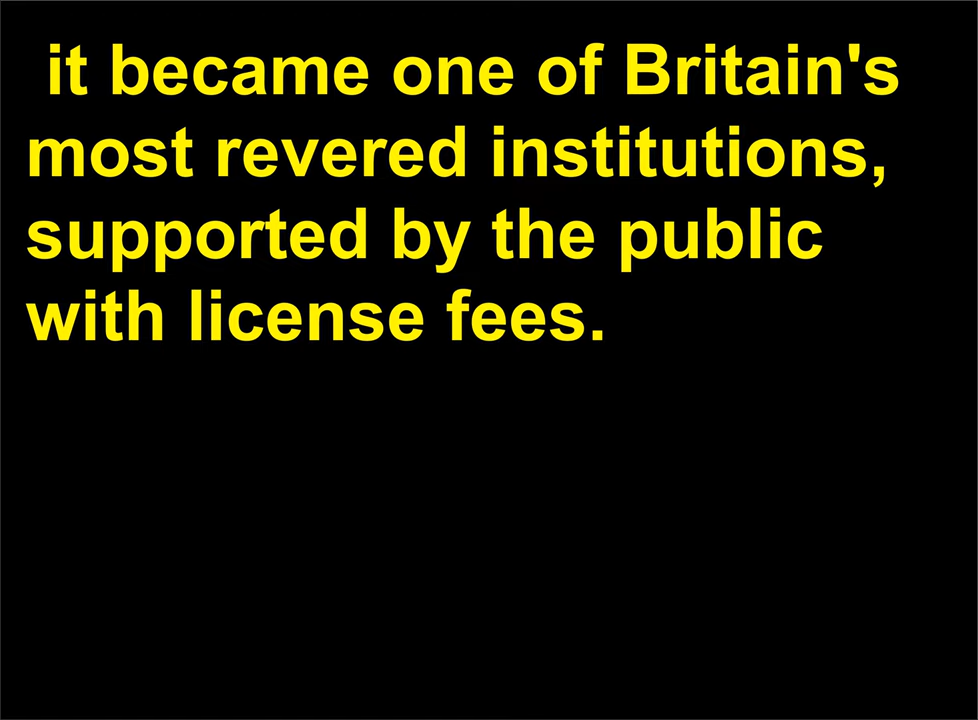 it became one of Britain's
most revered institutions,
supported by the public
with license fees.